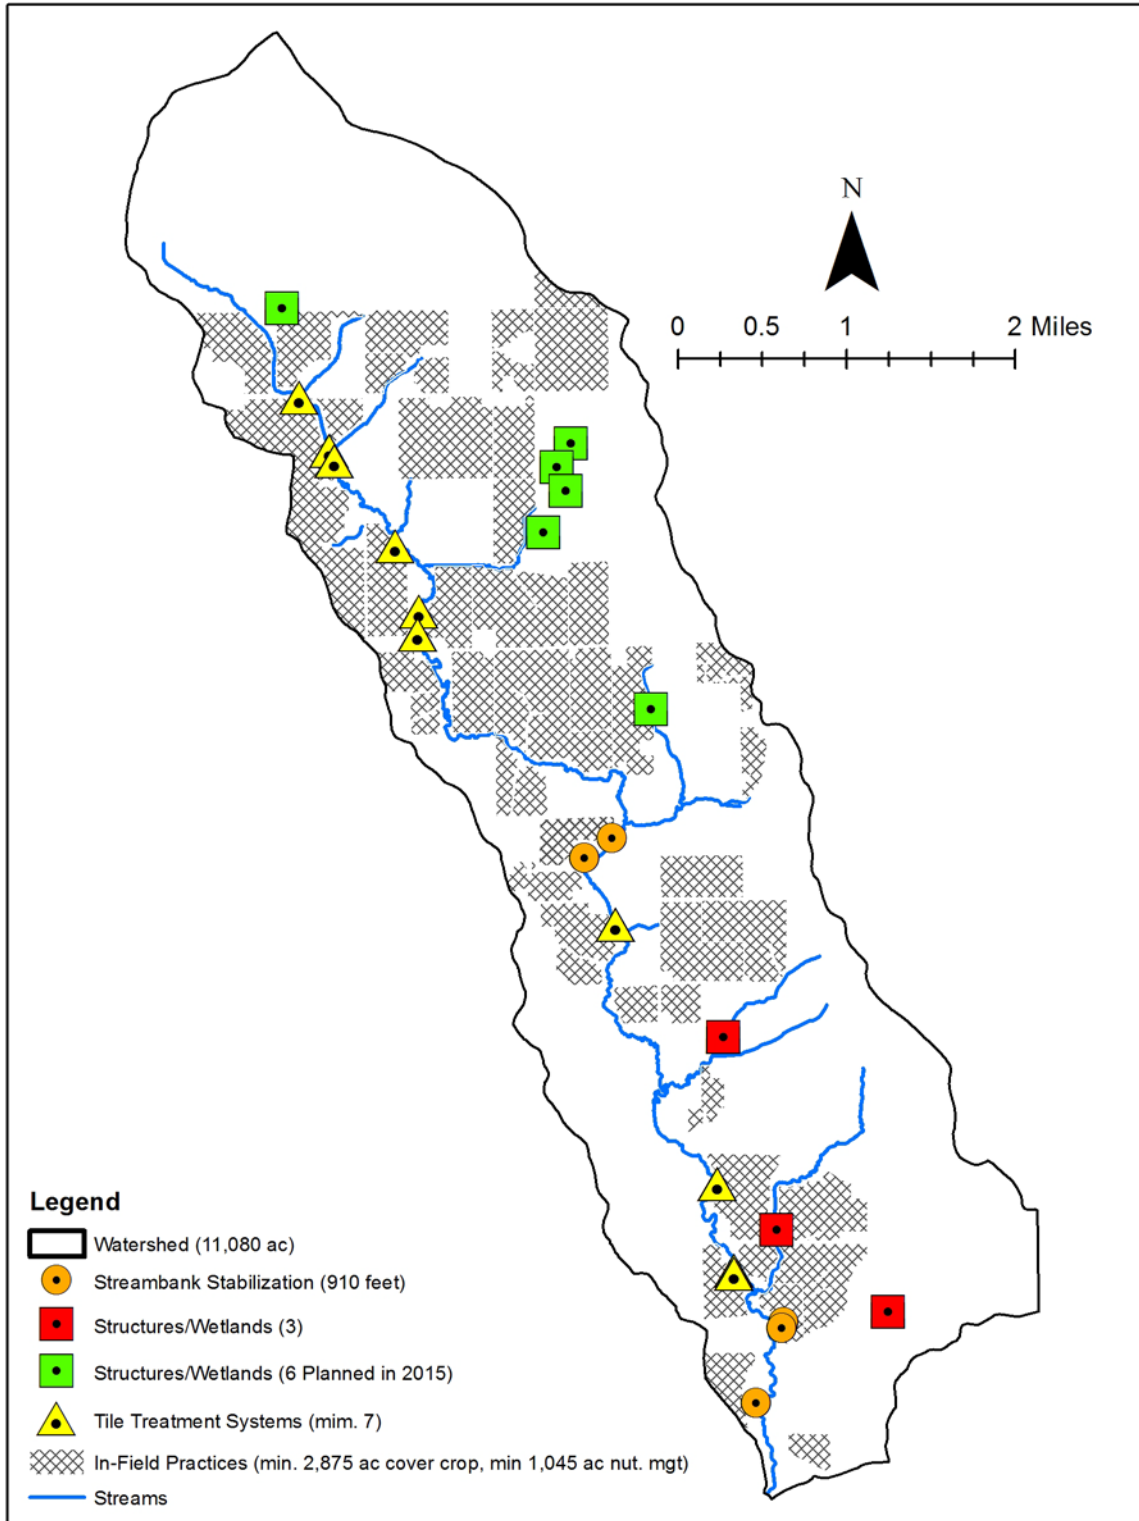 N
0 0.5 1 2 Miles
Legend
Watershed (11,080 ac)
Streambank Stabilization (910 feet)
Structures/Wetlands (3)
Structures/Wetlands (6 Planned in 2015)
Tile Treatment Systems (mim. 7)
In-Field Practices (min. 2,875 ac cover crop, min 1,045 ac nut. mgt)
Streams